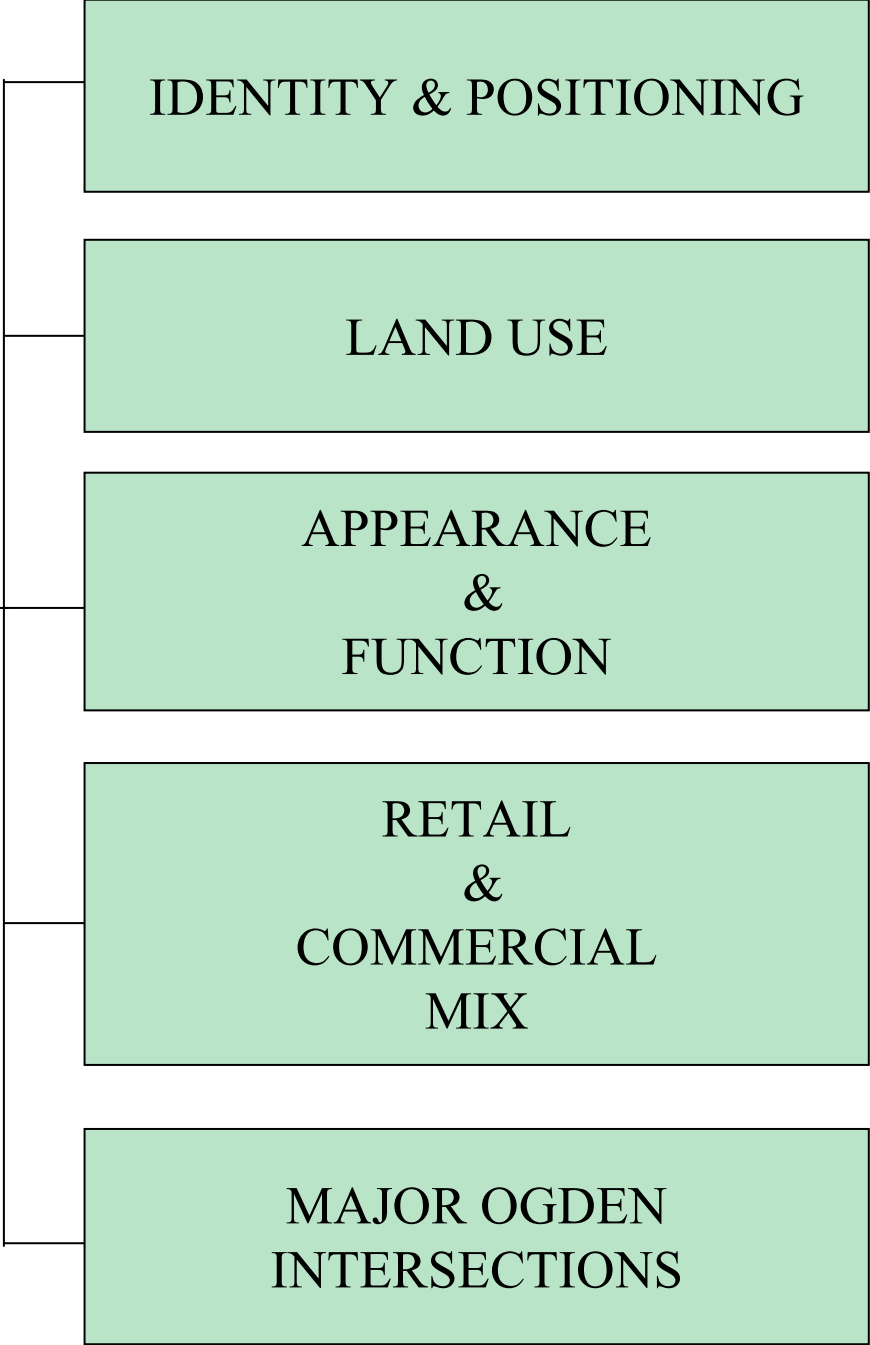 IDENTITY & POSITIONING
LAND USE
APPEARANCE
&
FUNCTION
RETAIL
&
COMMERCIAL
MIX
MAJOR OGDEN
INTERSECTIONS